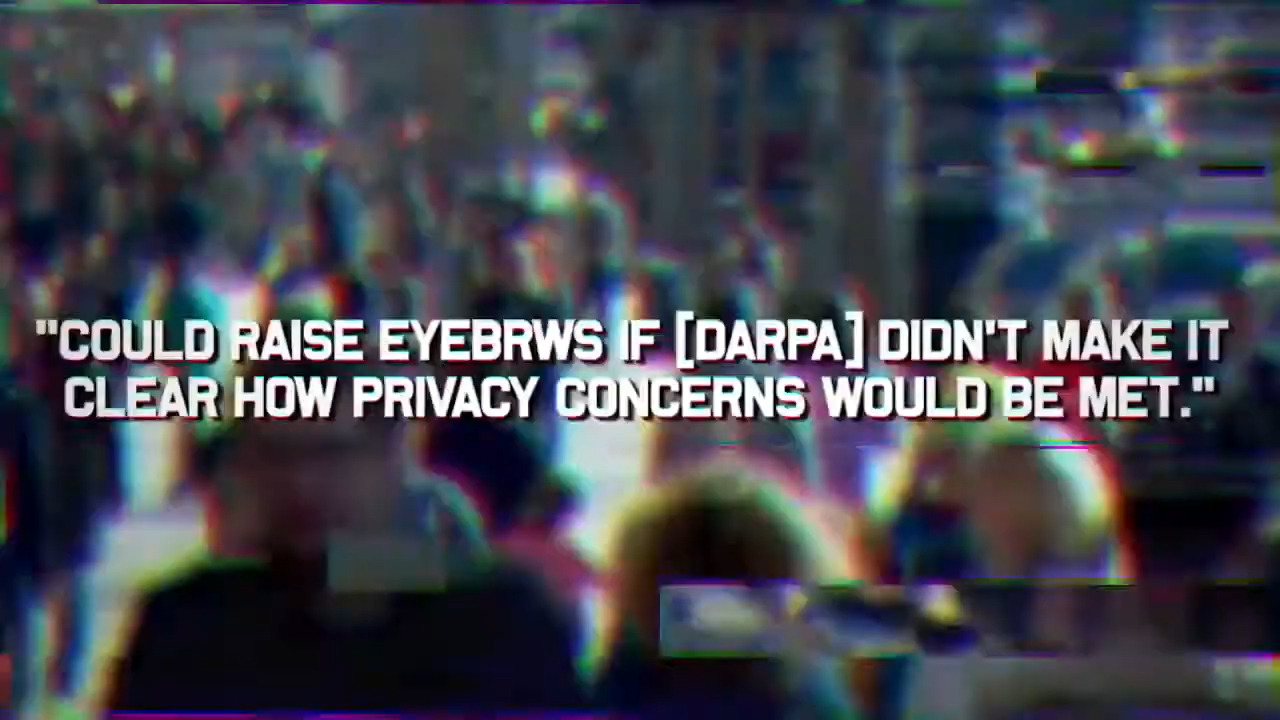 "COULD RAISE EYEBRWS IF [DARPA] DIDN'T MAKE IT
CLEAR HOW PRIVACY CONCERNS WOULD BE MET."